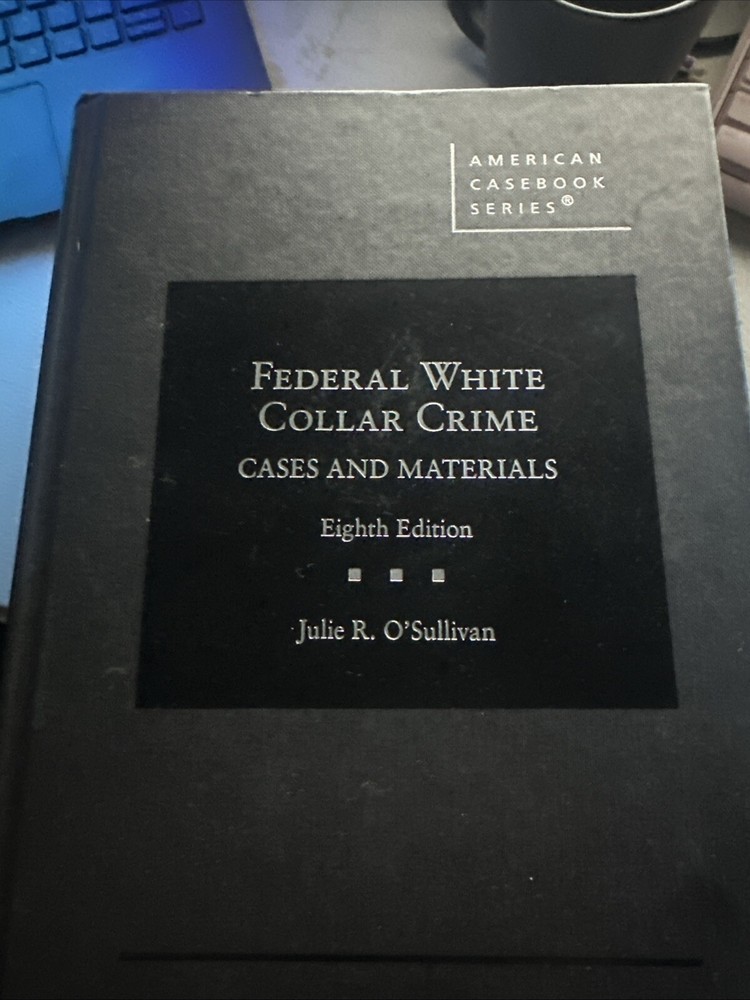 AMERICAN
CASEBOOK
SERIES®
FEDERAL WHITE
COLLAR CRIME
CASES AND MATERIALS
Eighth Edition
Julie R. O'Sullivan